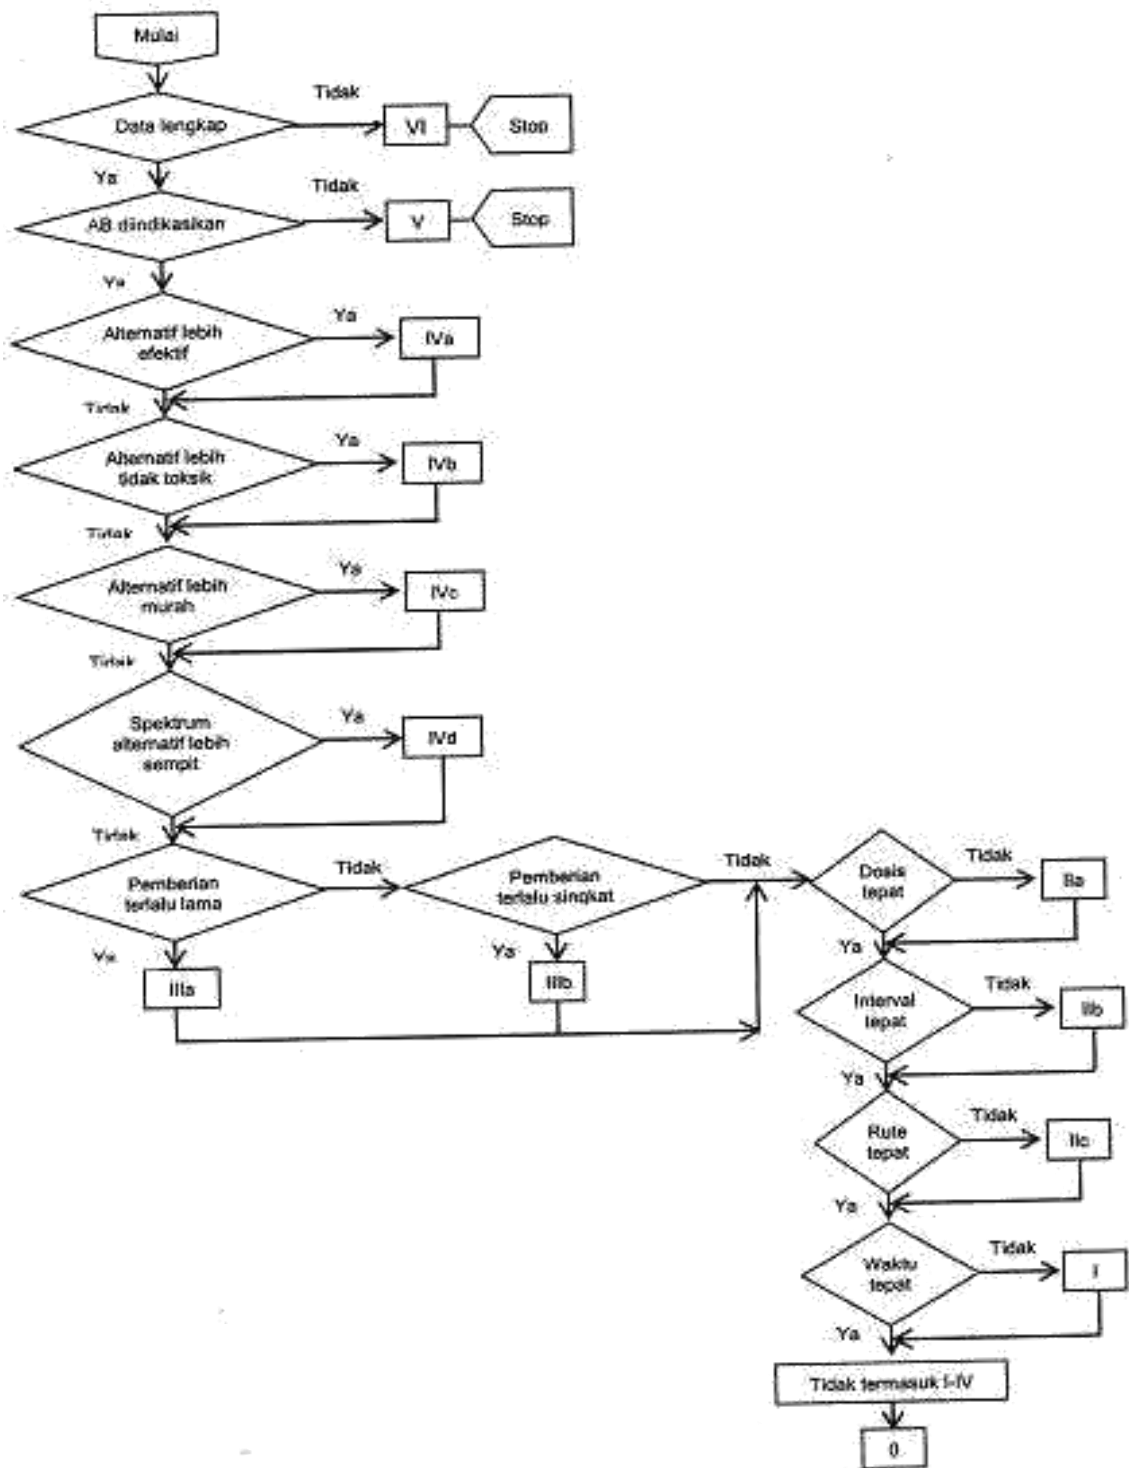 Mulai
Tidak
Data lengkap
VI
Stop
Ya
Tidak
AB diindikasikan
V
Stop
Ya
Ya
Alternatif lebih
efektif
IVa
Tidak
Ya
Alternatif lebih
tidak toksik
IVb
Tidak
Ya
Alternatif lebih
murah
IVc
Tidak
Ya
Spektrum
alternatif lebih
sempit
IVd
Tidak
Pemberian
terlalu lama
Tidak
Pemberian
terlalu singkat
Tidak
Dosis
tepat
Tidak
IIa
Ya
IIIa
Ya
IIIb
Ya
Interval
tepat
Tidak
IIb
Ya
Rute
tepat
Tidak
IIc
Ya
Waktu
tepat
Tidak
I
Ya
Tidak termasuk I-IV
0